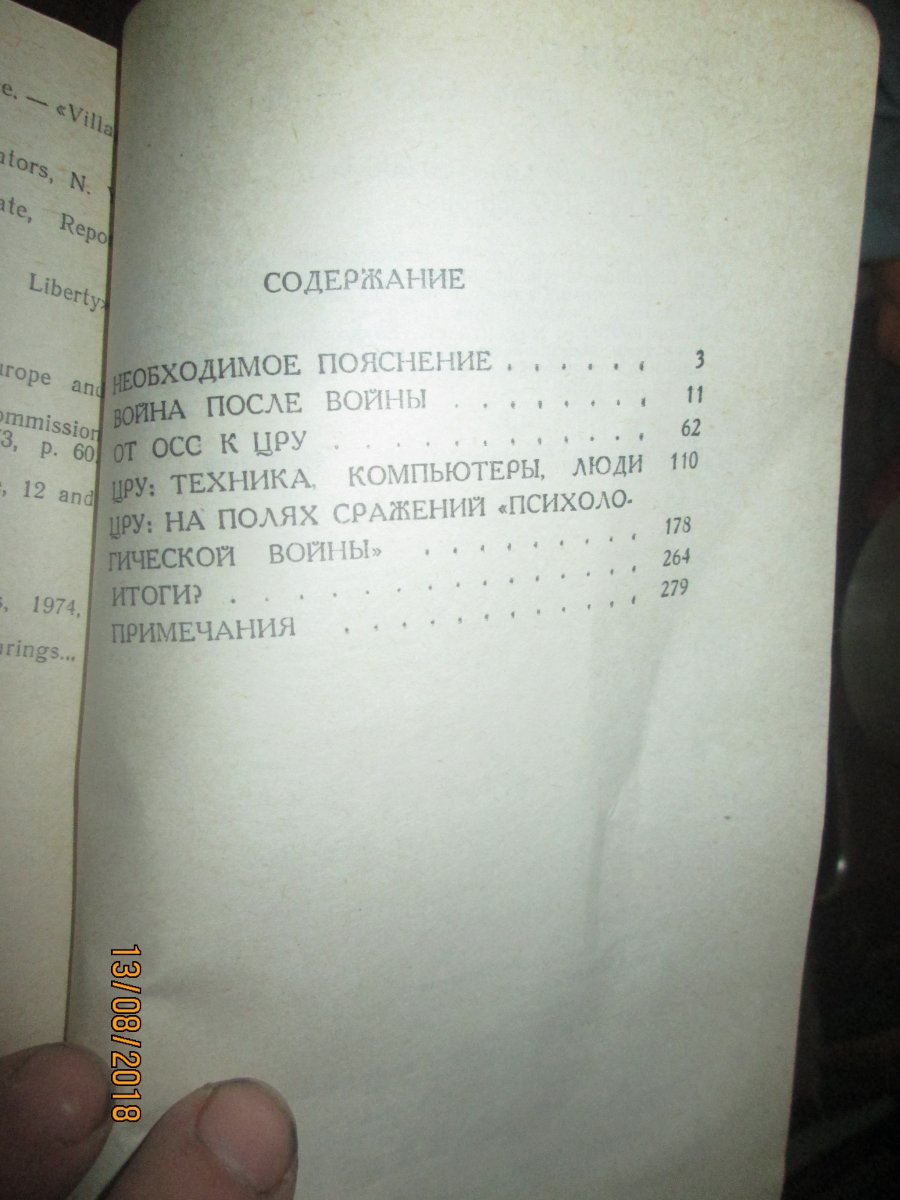 e. — «Villa
ators, N.
ate, Repo
Liberty»
urope and
ommission
73, p. 60.
, 12 and
s, 1974,
arings...
СОДЕРЖАНИЕ
НЕОБХОДИМОЕ ПОЯСНЕНИЕ . . . . . . 3
ВОЙНА ПОСЛЕ ВОЙНЫ . . . . . . . . 11
ОТ ОСС К ЦРУ . . . . . . . . . . . . 62
ЦРУ: ТЕХНИКА, КОМПЬЮТЕРЫ, ЛЮДИ 110
ЦРУ: НА ПОЛЯХ СРАЖЕНИЙ «ПСИХОЛО-
ГИЧЕСКОЙ ВОЙНЫ» . . . . . . . . 178
ИТОГИ? . . . . . . . . . . . . . . . 264
ПРИМЕЧАНИЯ . . . . . . . . . . . 279
13/08/2018